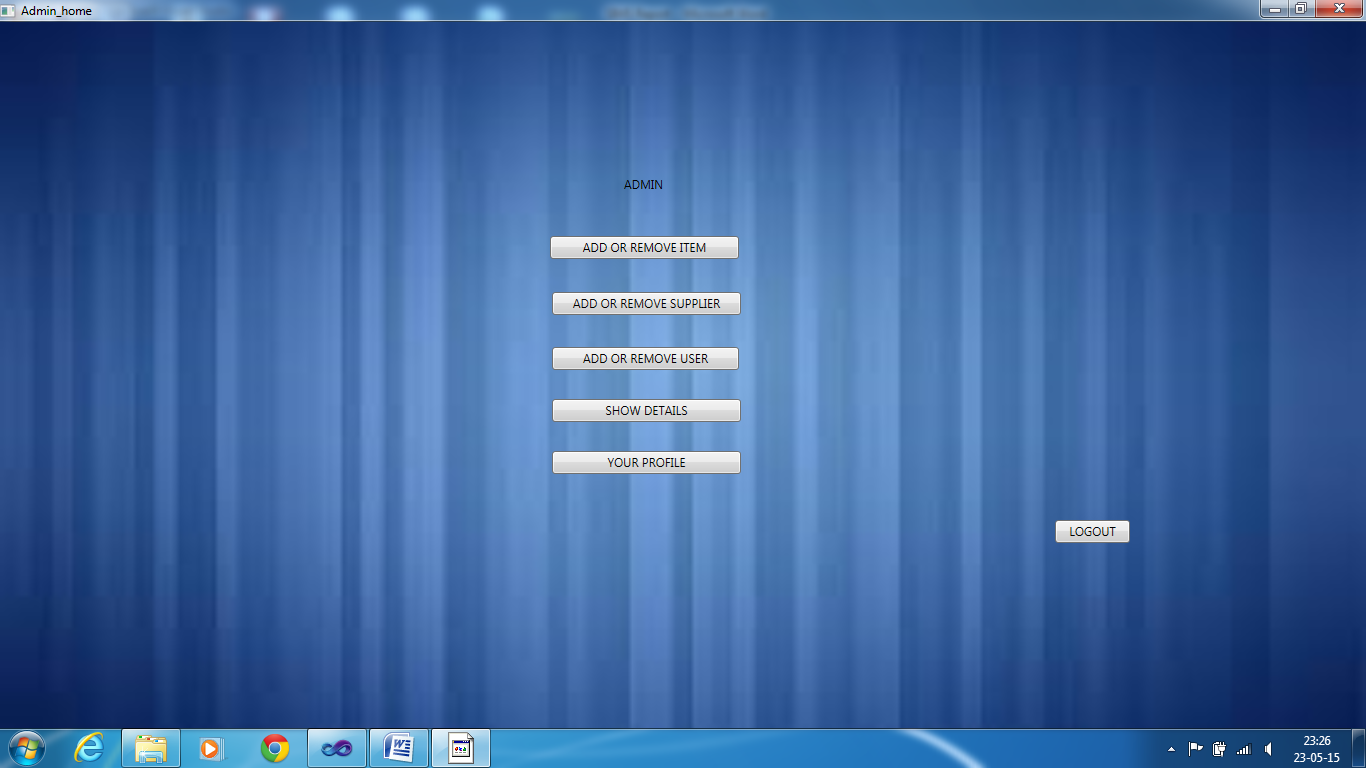 Admin_home
ADMIN
ADD OR REMOVE ITEM
ADD OR REMOVE SUPPLIER
ADD OR REMOVE USER
SHOW DETAILS
YOUR PROFILE
LOGOUT
23:26
23-05-15